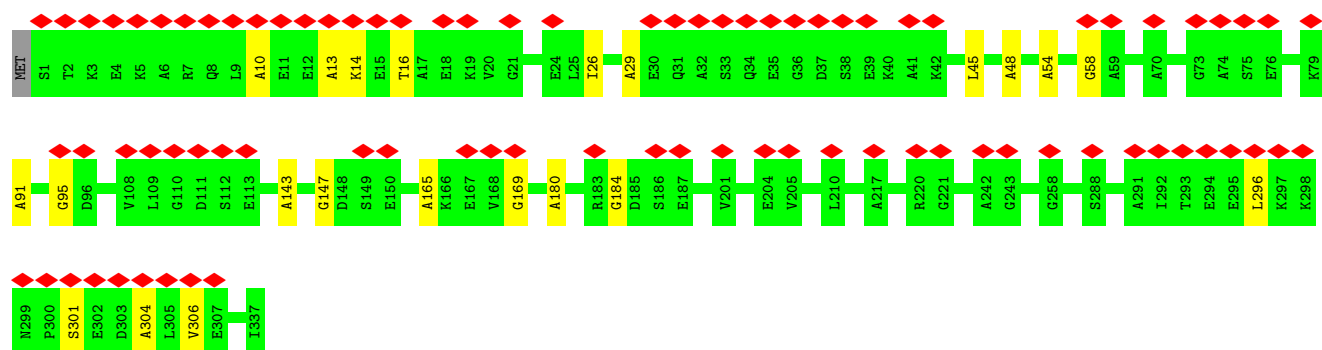 MET S1 T2 K3 E4 K5 A6 R7 Q8 L9 A10 E11 E12 A13 K14 E15 T16 A17 E18 K19 V20 G21 E24 L25 I26 A29 E30 Q31 A32 S33 Q34 E35 G36 D37 S38 E39 K40 A41 K42 L45 A48 A54 G58 A59 A70 G73 A74 S75 E76 K79
A91 G95 D96 V108 L109 G110 D111 S112 E113 A143 G147 D148 S149 E150 A165 K166 E167 V168 G169 A180 R183 G184 D185 S186 E187 V201 E204 V205 L210 A217 R220 G221 A242 G243 G258 S288 A291 I292 T293 E294 E295 L296 K297 K298
N299 P300 S301 E302 D303 A304 L305 V306 E307 I337